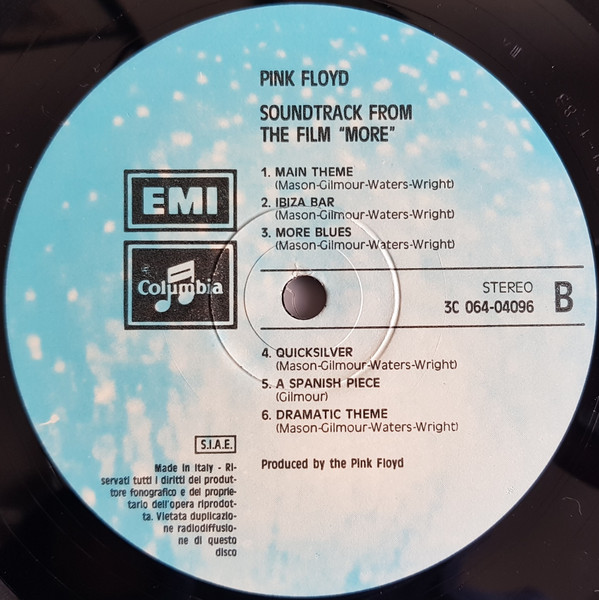 PINK FLOYD
SOUNDTRACK FROM
THE FILM "MORE"
1. MAIN THEME
(Mason-Gilmour-Waters-Wright)
2. IBIZA BAR
(Mason-Gilmour-Waters-Wright)
3. MORE BLUES
(Mason-Gilmour-Waters-Wright)
EMI
Columbia
STEREO
3C 064-04096
B
4. QUICKSILVER
(Mason-Gilmour-Waters-Wright)
5. A SPANISH PIECE
(Gilmour)
6. DRAMATIC THEME
(Mason-Gilmour-Waters-Wright)
Produced by the Pink Floyd
S.I.A.E.
Made in Italy - Ri-
servati tutti i diritti del produt-
tore fonografico e del proprie-
tario dell'opera riprodot-
ta. Vietata duplicazio-
ne radiodiffusio-
ne di questo
disco